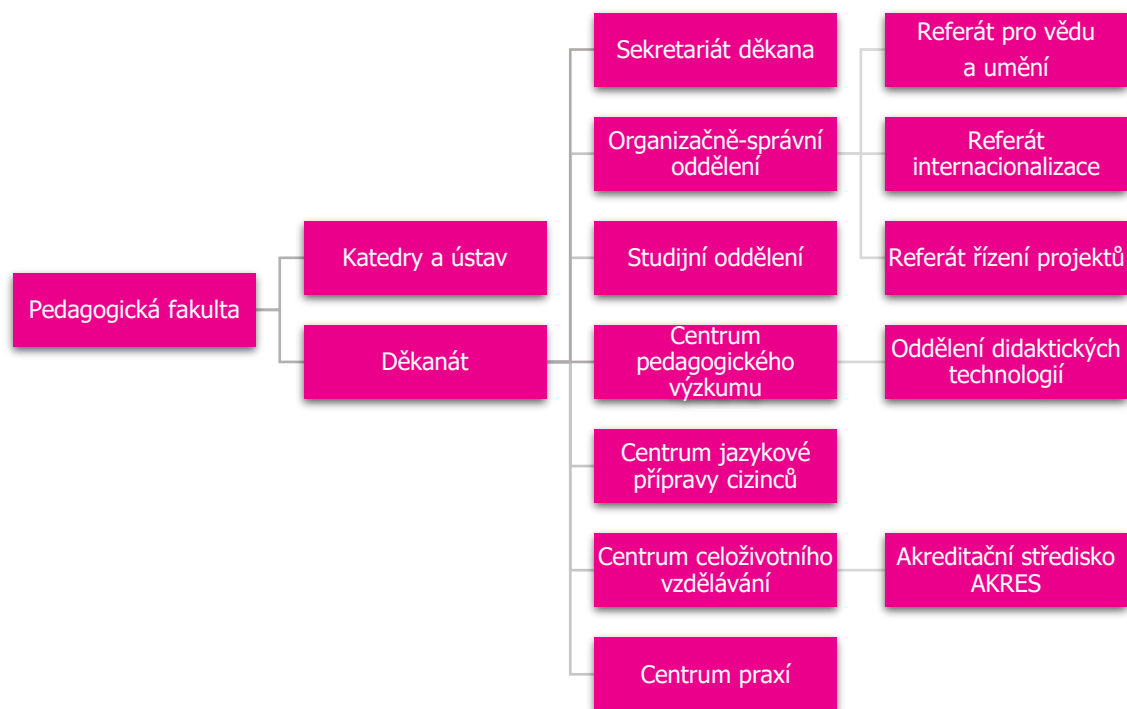 Pedagogická fakulta
Katedry a ústav
Děkanát
Sekretariát děkana
Organizačně-správní
oddělení
Referát pro vědu
a umění
Referát
internacionalizace
Referát řízení projektů
Studijní oddělení
Centrum
pedagogického
výzkumu
Oddělení didaktických
technologií
Centrum jazykové
přípravy cizinců
Centrum celoživotního
vzdělávání
Akreditační středisko
AKRES
Centrum praxí